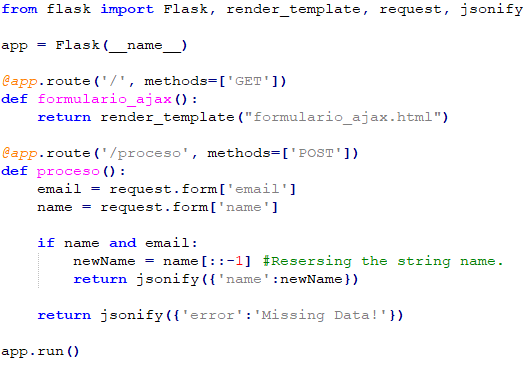 from flask import Flask, render_template, request, jsonify
app = Flask(__name__)
@app.route('/', methods=['GET'])
def formulario_ajax():
    return render_template("formulario_ajax.html")
@app.route('/proceso', methods=['POST'])
def proceso():
    email = request.form['email']
    name = request.form['name']
    if name and email:
        newName = name[::-1] #Resersing the string name.
        return jsonify({'name':newName})
    return jsonify({'error':'Missing Data!'})
app.run()